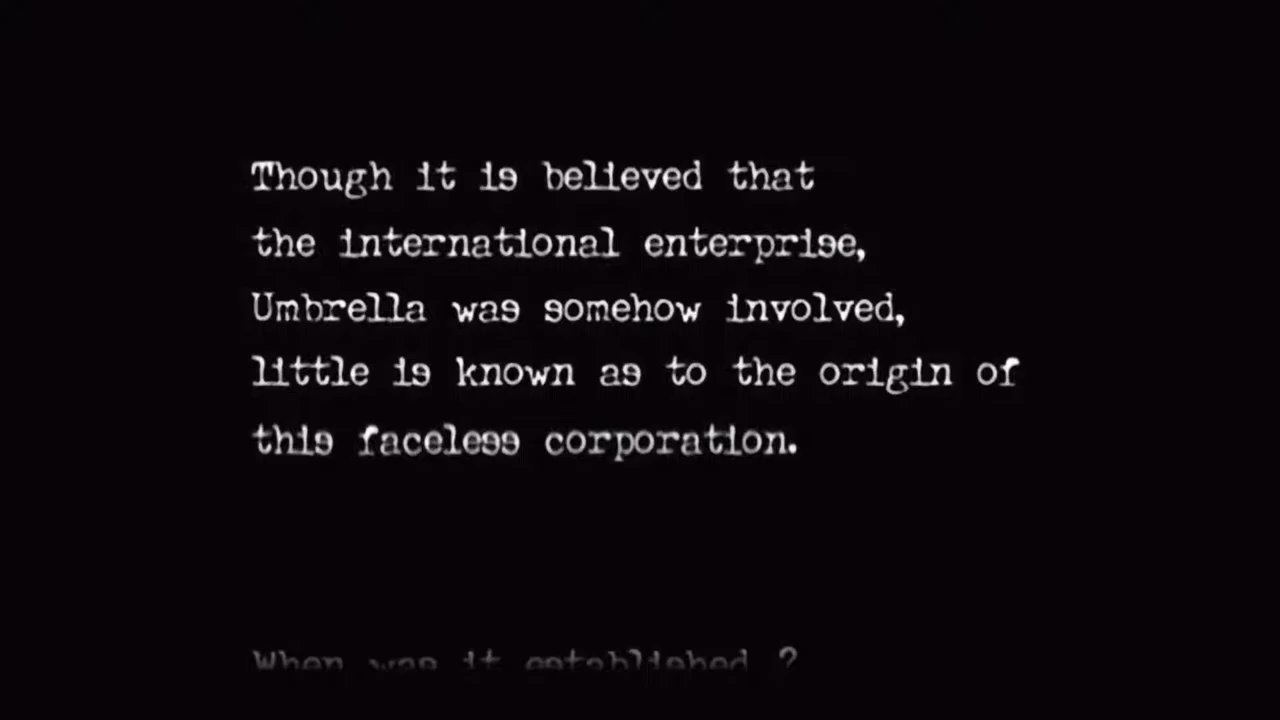 Though it is believed that
the international enterprise,
Umbrella was somehow involved,
little is known as to the origin of
this faceless corporation.
When was it established ?